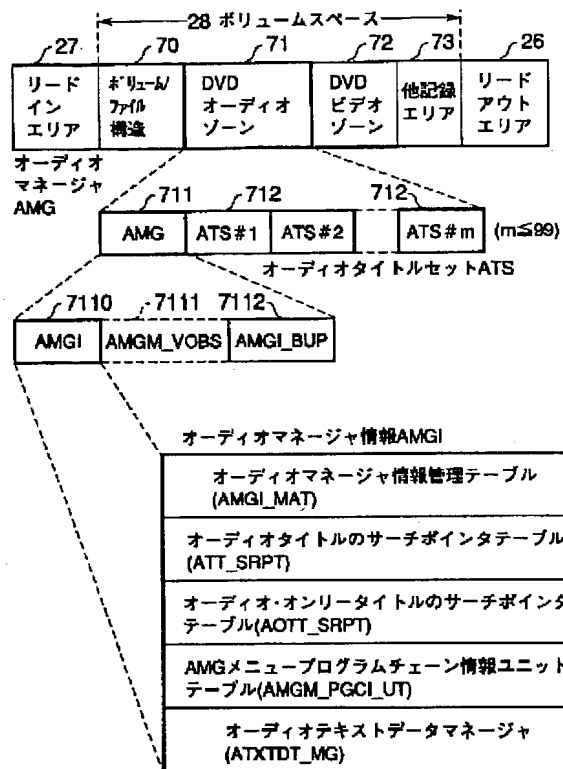 28 ボリュームスペース
27 70 71 72 73 26
リードインエリア ボリューム/ファイル構造 DVDオーディオゾーン DVDビデオゾーン 他記録エリア リードアウトエリア
オーディオ
マネージャ
AMG
711 712 712
AMG ATS#1 ATS#2 ATS#m (m≦99)
オーディオタイトルセットATS
7110 7111 7112
AMGI AMGM_VOBS AMGI_BUP
オーディオマネージャ情報AMGI
オーディオマネージャ情報管理テーブル
(AMGI_MAT)
オーディオタイトルのサーチポインタテーブル
(ATT_SRPT)
オーディオ・オンリータイトルのサーチポインタ
テーブル(AOTT_SRPT)
AMGメニュープログラムチェーン情報ユニット
テーブル(AMGM_PGCI_UT)
オーディオテキストデータマネージャ
(ATXTDT_MG)